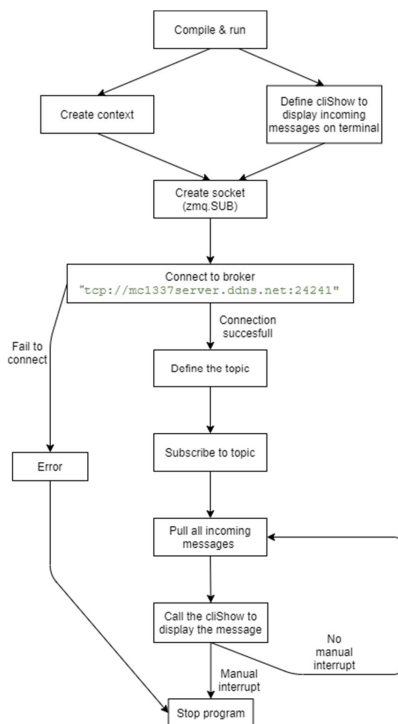 Compile & run
Create context
Define cliShow to
display incoming
messages on terminal
Create socket
(zmq.SUB)
Connect to broker
"tcp://mc1337server.ddns.net:24241"
Fail to
connect
Connection
succesfull
Define the topic
Error
Subscribe to topic
Pull all incoming
messages
Call the cliShow to
display the message
No
manual
interrupt
Manual
interrupt
Stop program